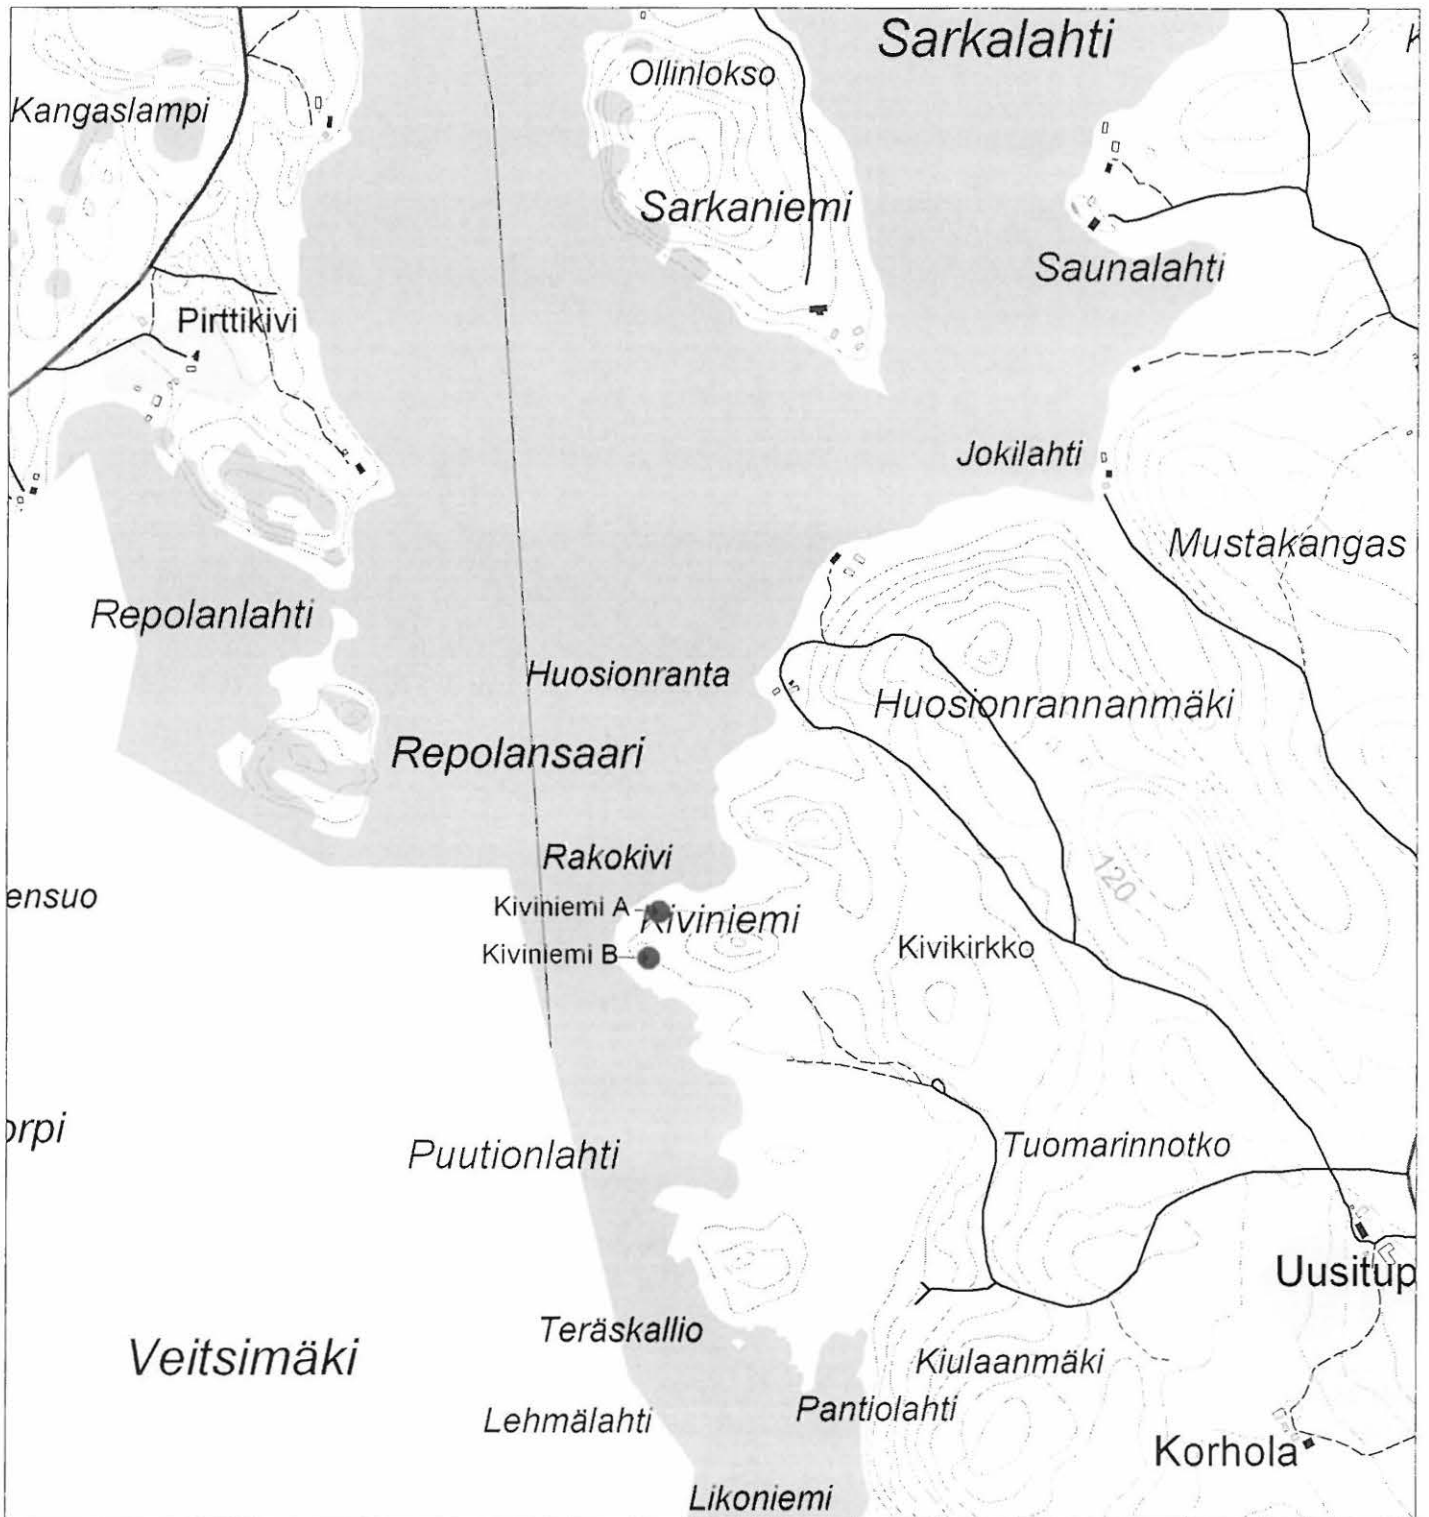 Sarkalahti
Ollinlokso
Kangaslampi
Sarkaniemi
Saunalahti
Pirttikivi
Jokilahti
Mustakangas
Repolanlahti
Huosionranta
Huosionrannanmäki
Repolansaari
Rakokivi
120
ensuo
Kiviniemi A
Kiviniemi
Kivikirkko
Kiviniemi B
orpi
Puutionlahti
Tuomarinnotko
Uusitup
Teräskallio
Veitsimäki
Kiulaanmäki
Pantiolahti
Lehmälahti
Korhola
Likoniemi